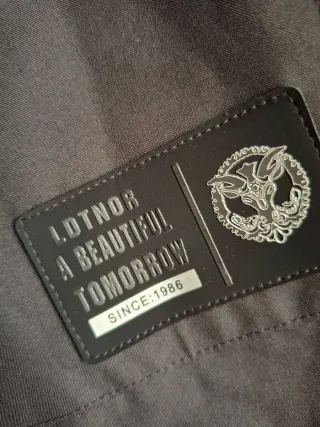 LDTNOR
A BEAUTIFUL
TOMORROW
SINCE:1986